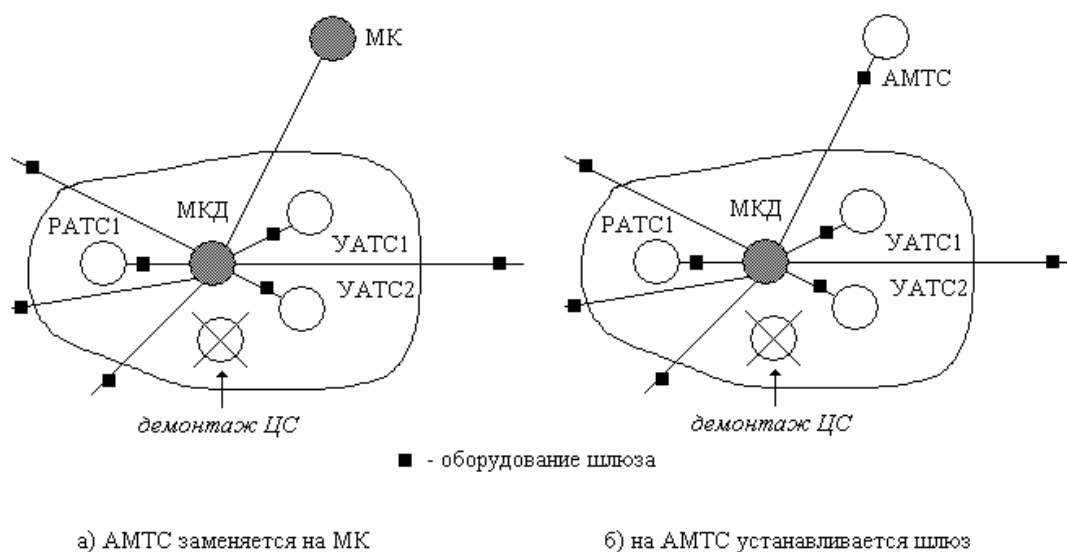 МК
АМТС
МКД
РАТС1
УАТС1
УАТС2
демонтаж ЦС
МКД
РАТС1
УАТС1
УАТС2
демонтаж ЦС
- оборудование шлюза
а) АМТС заменяется на МК
б) на АМТС устанавливается шлюз